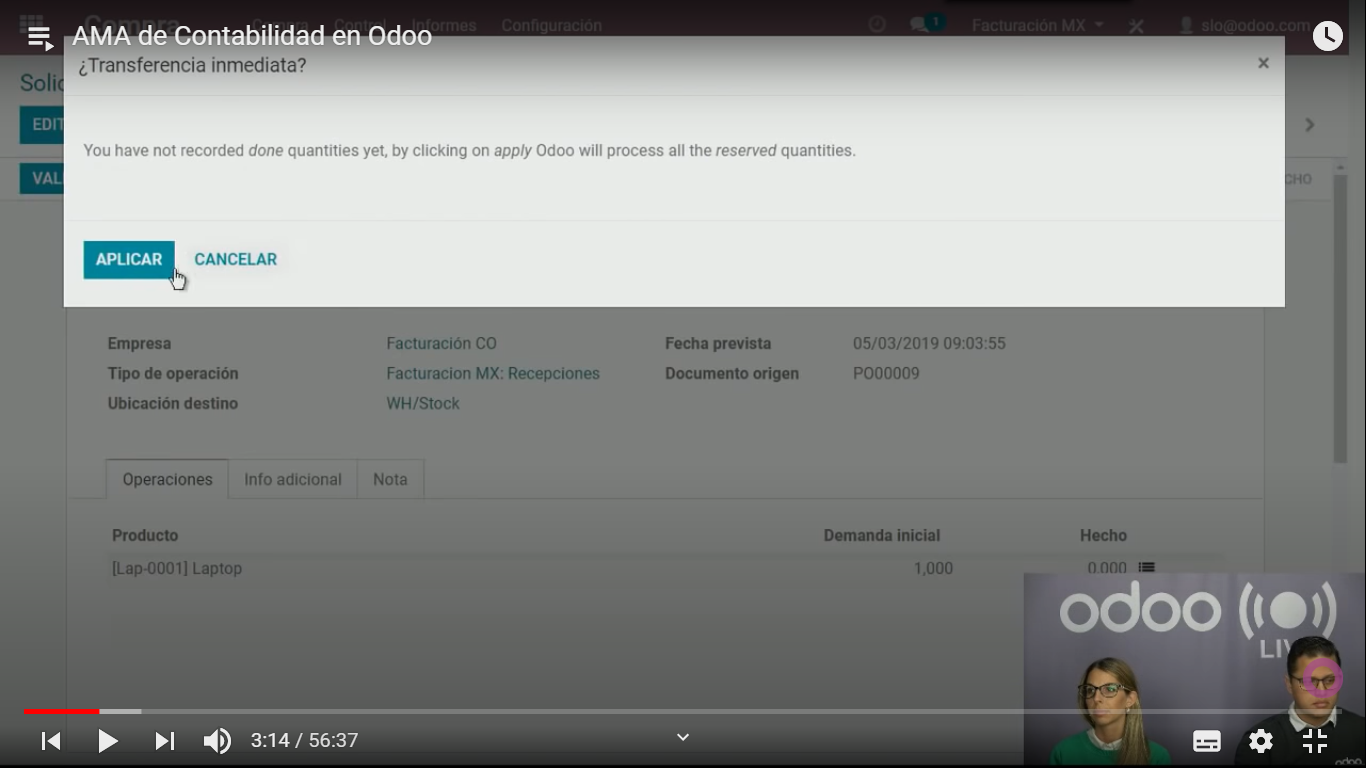 Compra
Compra Control Informes Configuración
1
Facturación MX
slo@odoo.com
AMA de Contabilidad en Odoo
¿Transferencia inmediata?
×
Solic
EDIT
You have not recorded done quantities yet, by clicking on apply Odoo will process all the reserved quantities.
VAL
CHO
APLICAR CANCELAR
Empresa Facturación CO Fecha prevista 05/03/2019 09:03:55
Tipo de operación Facturacion MX: Recepciones Documento origen PO00009
Ubicación destino WH/Stock
Operaciones Info adicional Nota
Producto Demanda inicial Hecho
[Lap-0001] Laptop 1,000 0.000
odoo
LIV
3:14 / 56:37
odoo